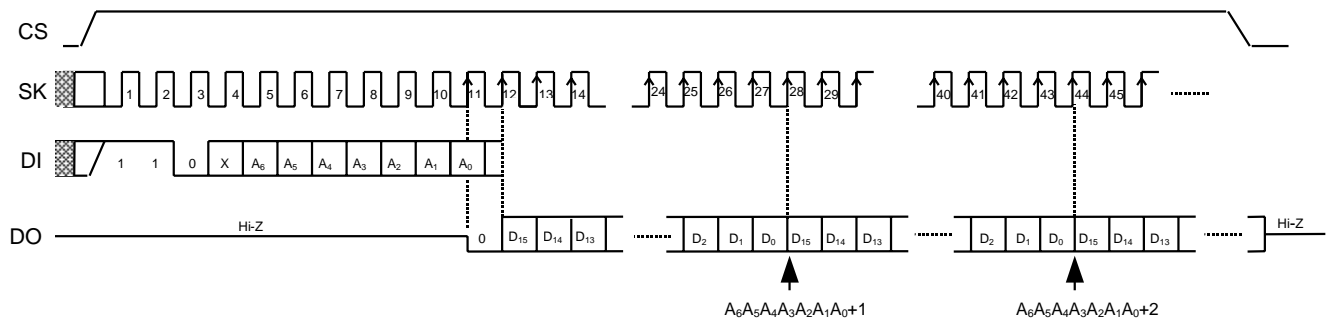 CS
SK 1 2 3 4 5 6 7 8 9 10 11 12 13 14 24 25 26 27 28 29 40 41 42 43 44 45
DI 1 1 0 X A₆ A₅ A₄ A₃ A₂ A₁ A₀
DO Hi-Z 0 D₁₅ D₁₄ D₁₃ D₂ D₁ D₀ D₁₅ D₁₄ D₁₃ D₂ D₁ D₀ D₁₅ D₁₄ D₁₃ Hi-Z
A₆A₅A₄A₃A₂A₁A₀+1 A₆A₅A₄A₃A₂A₁A₀+2